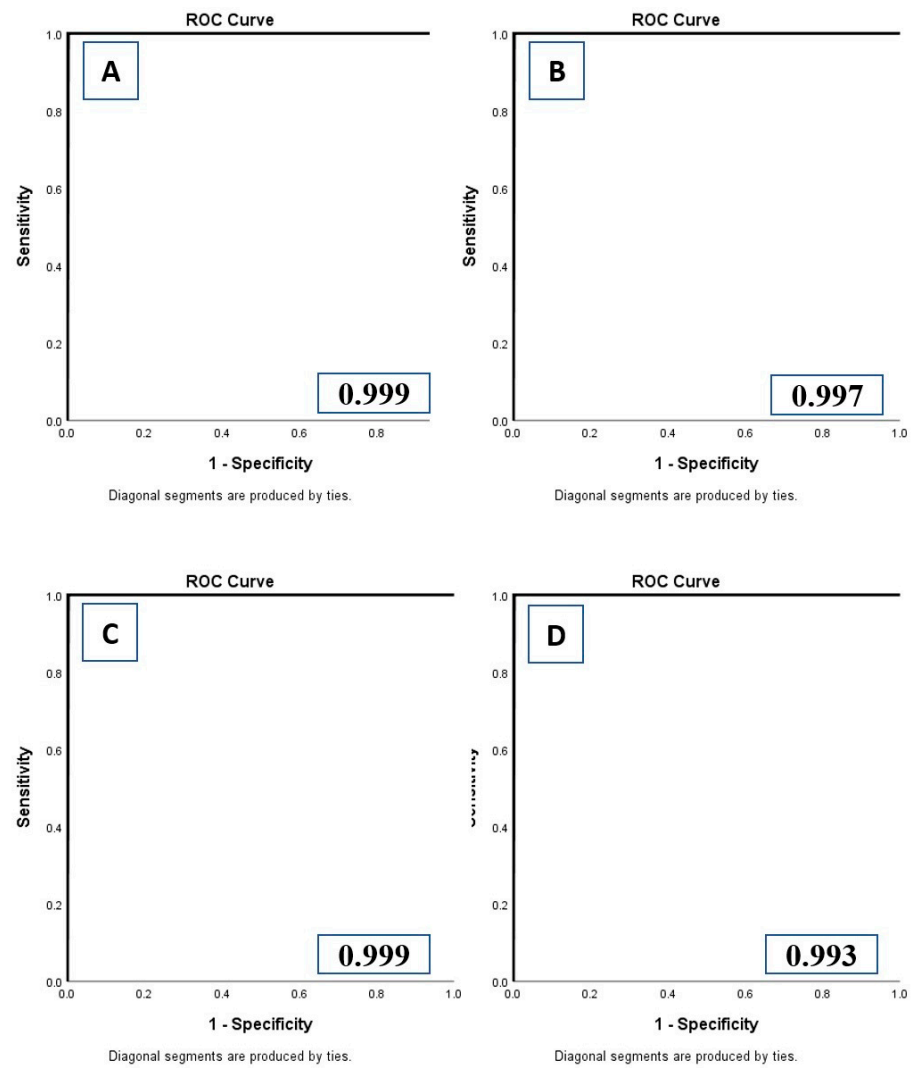 ROC Curve
A
1.0
0.8
0.6
0.4
0.2
0.0
Sensitivity
0.999
0.0 0.2 0.4 0.6 0.8
1 - Specificity
Diagonal segments are produced by ties.
ROC Curve
B
1.0
0.8
0.6
0.4
0.2
0.0
Sensitivity
0.997
0.0 0.2 0.4 0.6 0.8 1.0
1 - Specificity
Diagonal segments are produced by ties.
ROC Curve
C
1.0
0.8
0.6
0.4
0.2
0.0
Sensitivity
0.999
0.0 0.2 0.4 0.6 0.8 1.0
1 - Specificity
Diagonal segments are produced by ties.
ROC Curve
D
1.0
0.8
0.6
0.4
0.2
0.0
Sensitivity
0.993
0.0 0.2 0.4 0.6 0.8 1.0
1 - Specificity
Diagonal segments are produced by ties.